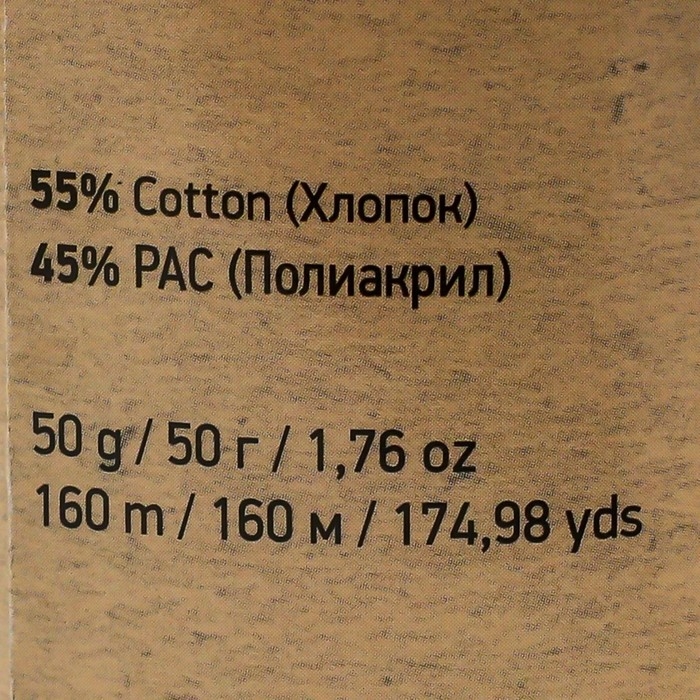 55% Cotton (Хлопок)
45% PAC (Полиакрил)
50 g / 50 г / 1,76 oz
160 m / 160 м / 174,98 yds